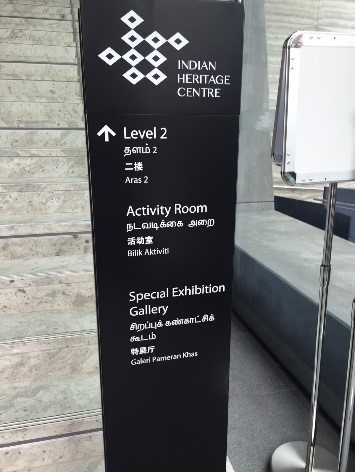 INDIAN
HERITAGE
CENTRE
Level 2
தளம் 2
二楼
Aras 2
Activity Room
நடவடிக்கை அறை
活动室
Bilik Aktiviti
Special Exhibition
Gallery
சிறப்புக் கண்காட்சிக்
கூடம்
特展厅
Galeri Pameran Khas